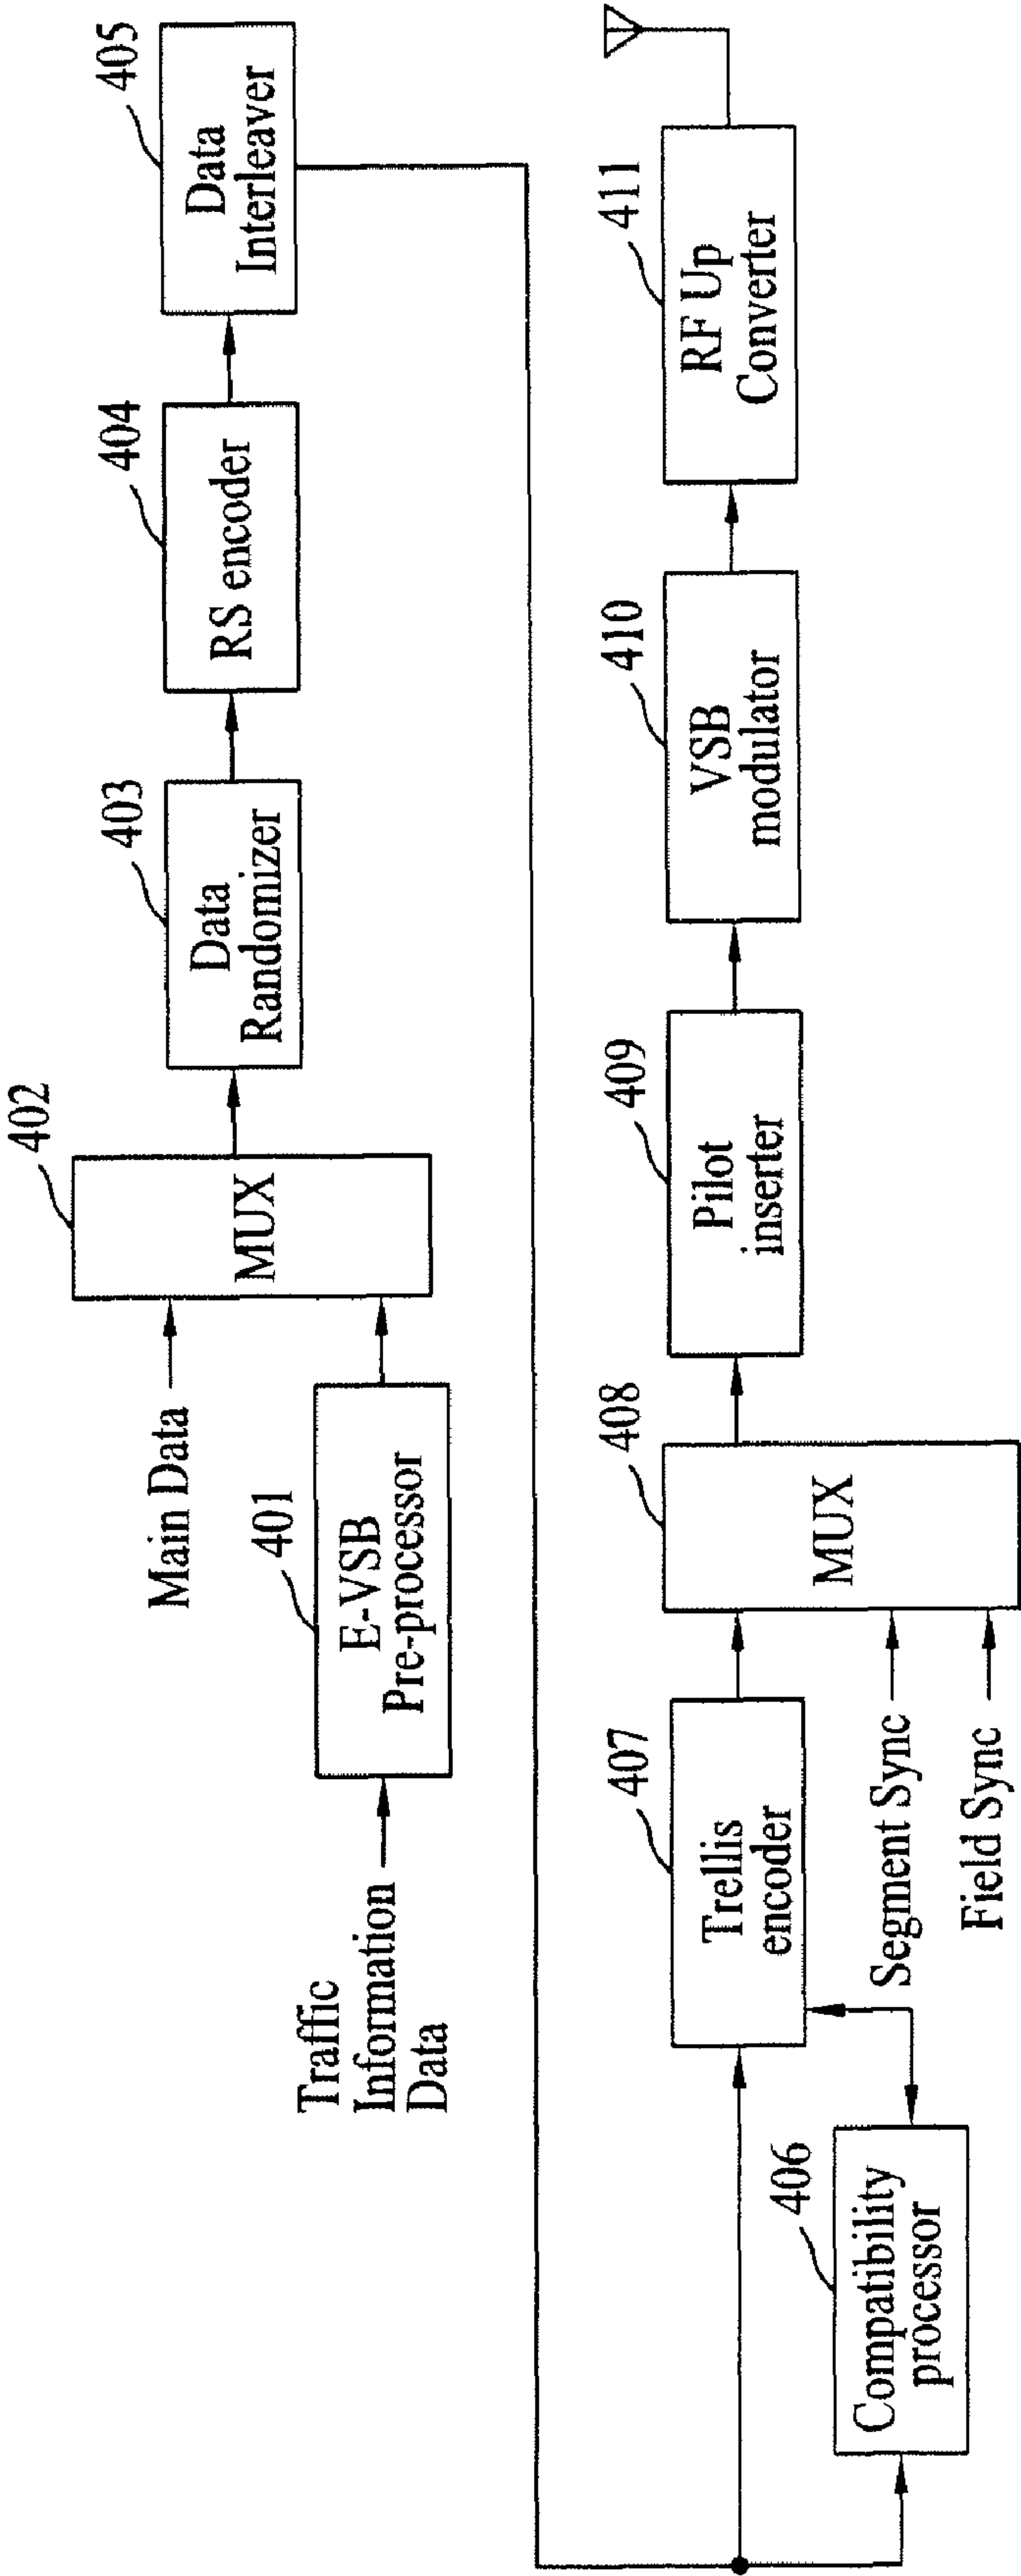 402
403
404
405
Main Data
MUX
Data
Randomizer
RS encoder
Data
Interleaver
401
Traffic
Information
Data
E-VSB
Pre-processor
407
408
409
410
411
Trellis
encoder
MUX
Pilot
inserter
VSB
modulator
RF Up
Converter
406
Compatibility
processor
Segment Sync
Field Sync